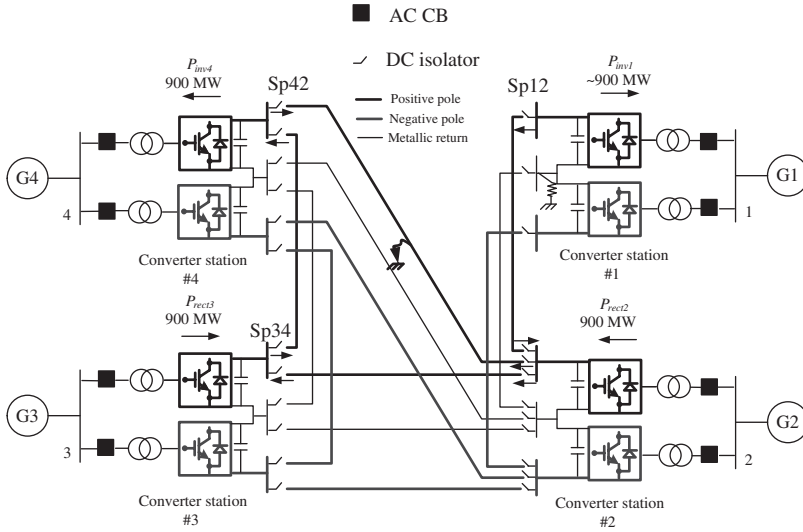 AC CB
DC isolator
Positive pole
Negative pole
Metallic return
P_inv4
900 MW
Sp42
Sp12
P_inv1
~900 MW
G4
4
Converter station
#4
G1
1
Converter station
#1
P_rect3
900 MW
Sp34
P_rect2
900 MW
G3
3
Converter station
#3
G2
2
Converter station
#2